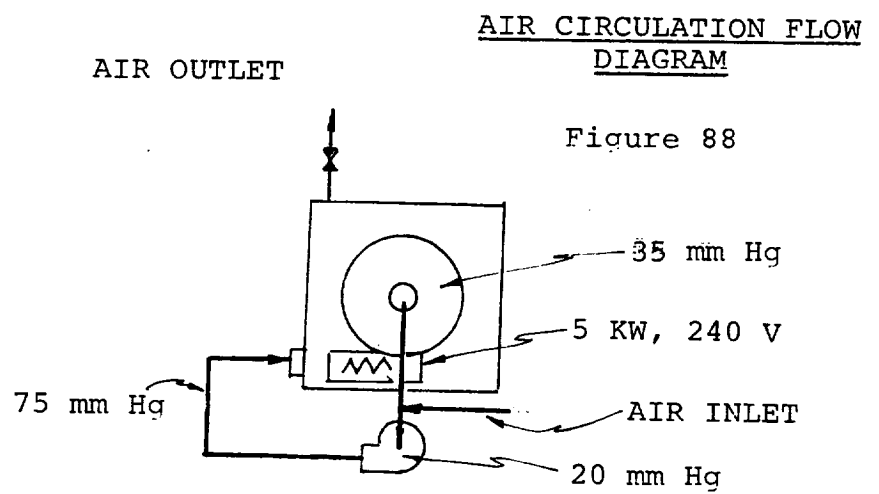 AIR CIRCULATION FLOW
DIAGRAM
AIR OUTLET
Figure 88
35 mm Hg
5 KW, 240 V
75 mm Hg
AIR INLET
20 mm Hg